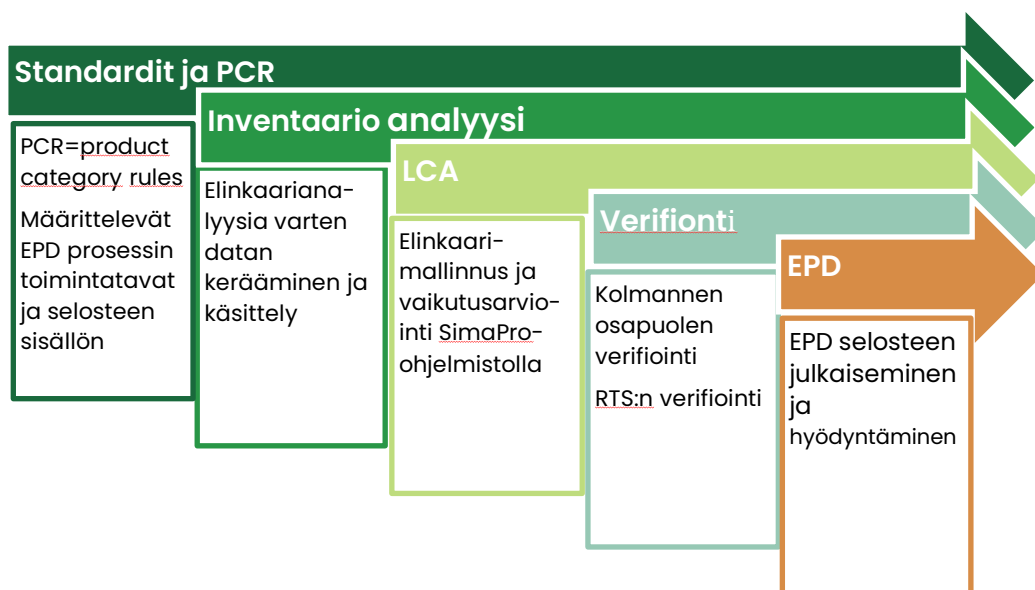 Standardit ja PCR
PCR=product
category rules
Määrittelevät
EPD prosessin
toimintatavat
ja selosteen
sisällön
Inventaario analyysi
Elinkaariana-
lyysia varten
datan
kerääminen ja
käsittely
LCA
Elinkaari-
mallinnus ja
vaikutusarvio-
inti SimaPro-
ohjelmistolla
Verifionti
Kolmannen
osapuolen
verifiointi
RTS:n verifiointi
EPD
EPD selosteen
julkaiseminen
ja
hyödyntäminen